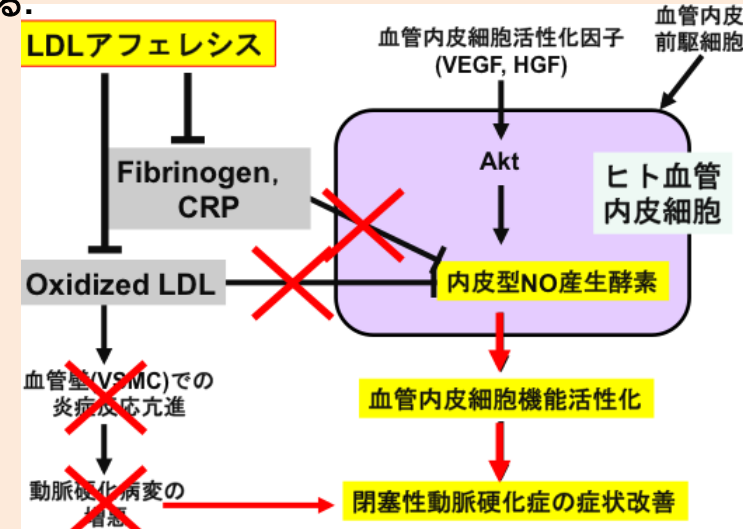 る.
LDLアフェレシス
血管内皮細胞活性化因子
(VEGF, HGF)
血管内皮
前駆細胞
Fibrinogen,
CRP
Akt
ヒト血管
内皮細胞
Oxidized LDL
内皮型NO産生酵素
血管壁(VSMC)での
炎症反応亢進
血管内皮細胞機能活性化
動脈硬化病変の
増悪
閉塞性動脈硬化症の症状改善